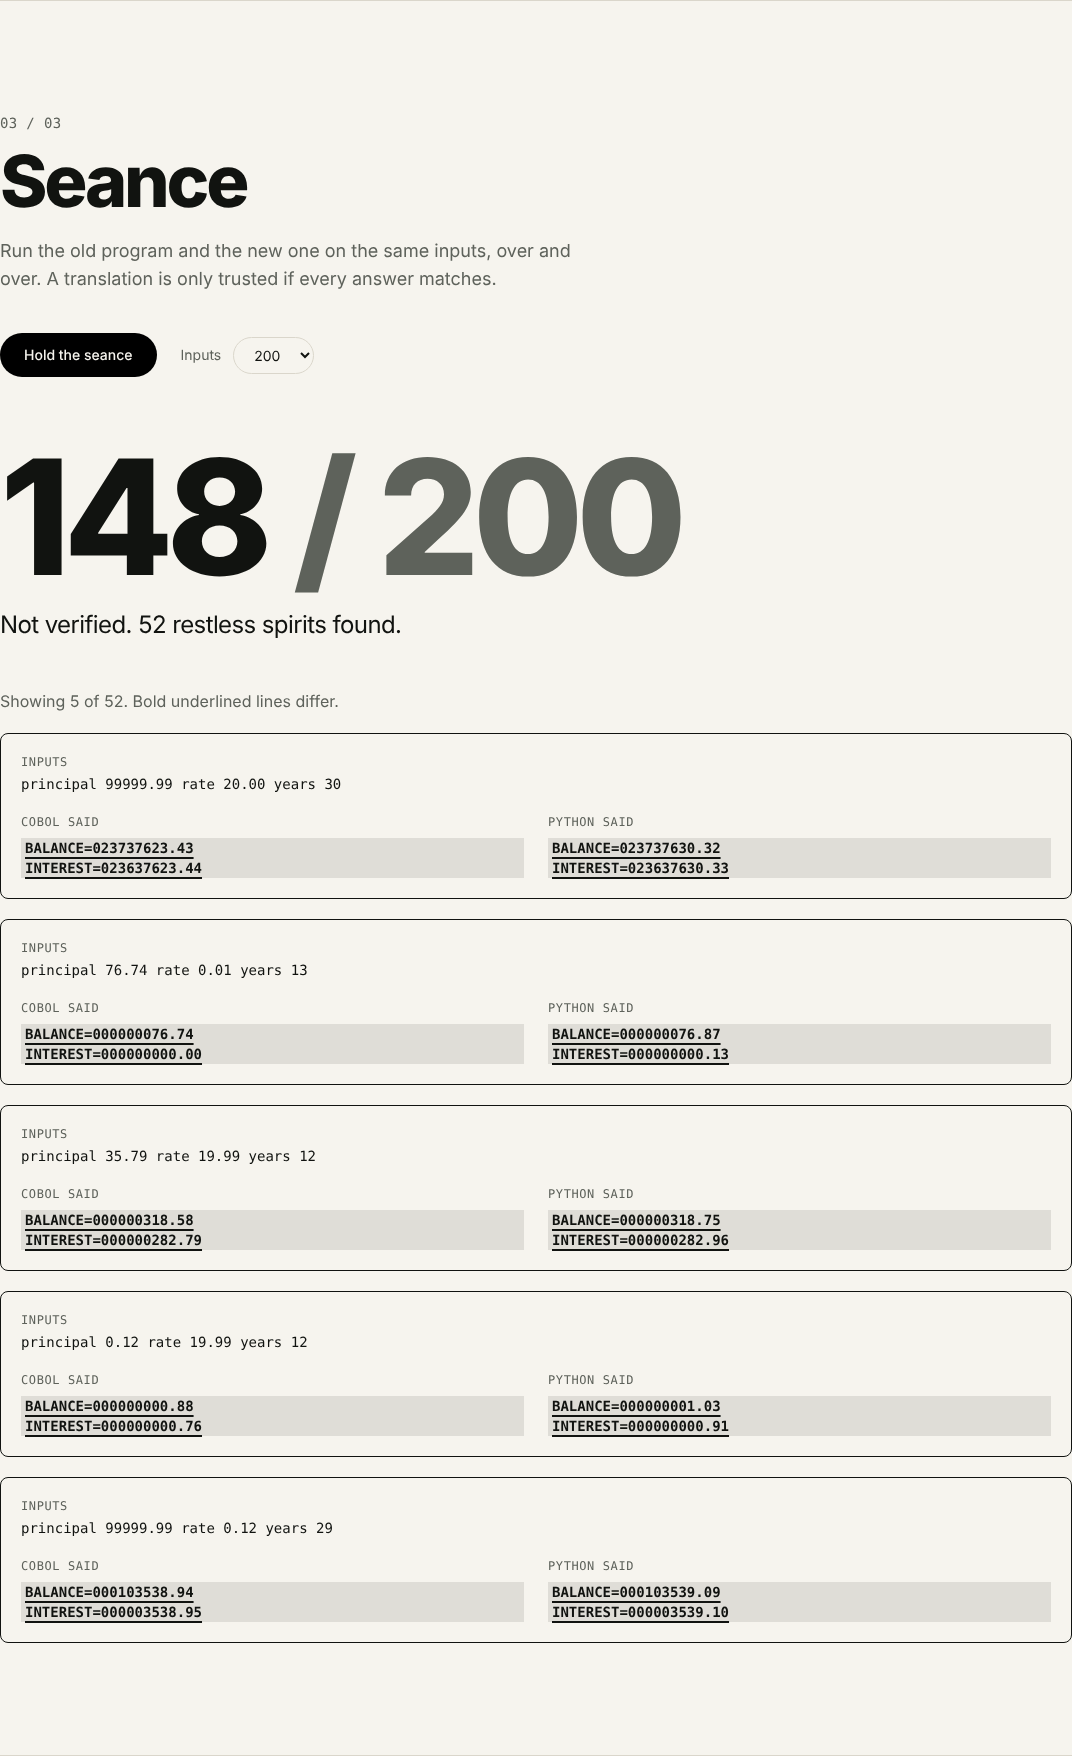 03 / 03
Seance
Run the old program and the new one on the same inputs, over and
over. A translation is only trusted if every answer matches.
Hold the seance Inputs 200
148 / 200
Not verified. 52 restless spirits found.
Showing 5 of 52. Bold underlined lines differ.
INPUTS
principal 99999.99 rate 20.00 years 30
COBOL SAID PYTHON SAID
BALANCE=023737623.43 BALANCE=023737630.32
INTEREST=023637623.44 INTEREST=023637630.33
INPUTS
principal 76.74 rate 0.01 years 13
COBOL SAID PYTHON SAID
BALANCE=000000076.74 BALANCE=000000076.87
INTEREST=000000000.00 INTEREST=000000000.13
INPUTS
principal 35.79 rate 19.99 years 12
COBOL SAID PYTHON SAID
BALANCE=000000318.58 BALANCE=000000318.75
INTEREST=000000282.79 INTEREST=000000282.96
INPUTS
principal 0.12 rate 19.99 years 12
COBOL SAID PYTHON SAID
BALANCE=000000000.88 BALANCE=000000001.03
INTEREST=000000000.76 INTEREST=000000000.91
INPUTS
principal 99999.99 rate 0.12 years 29
COBOL SAID PYTHON SAID
BALANCE=000103538.94 BALANCE=000103539.09
INTEREST=000003538.95 INTEREST=000003539.10